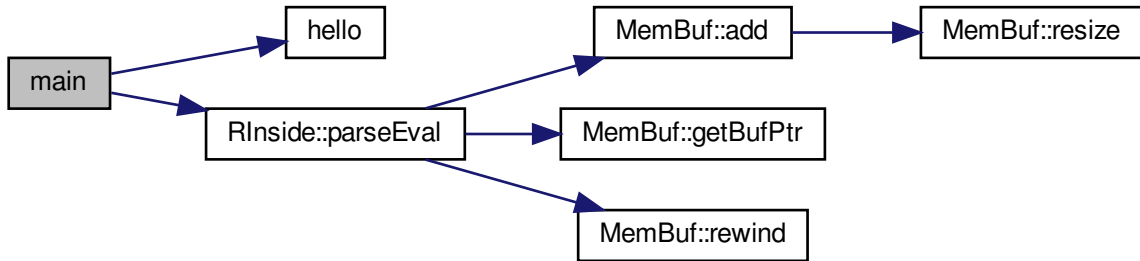 hello
MemBuf::add
MemBuf::resize
main
RInside::parseEval
MemBuf::getBufPtr
MemBuf::rewind